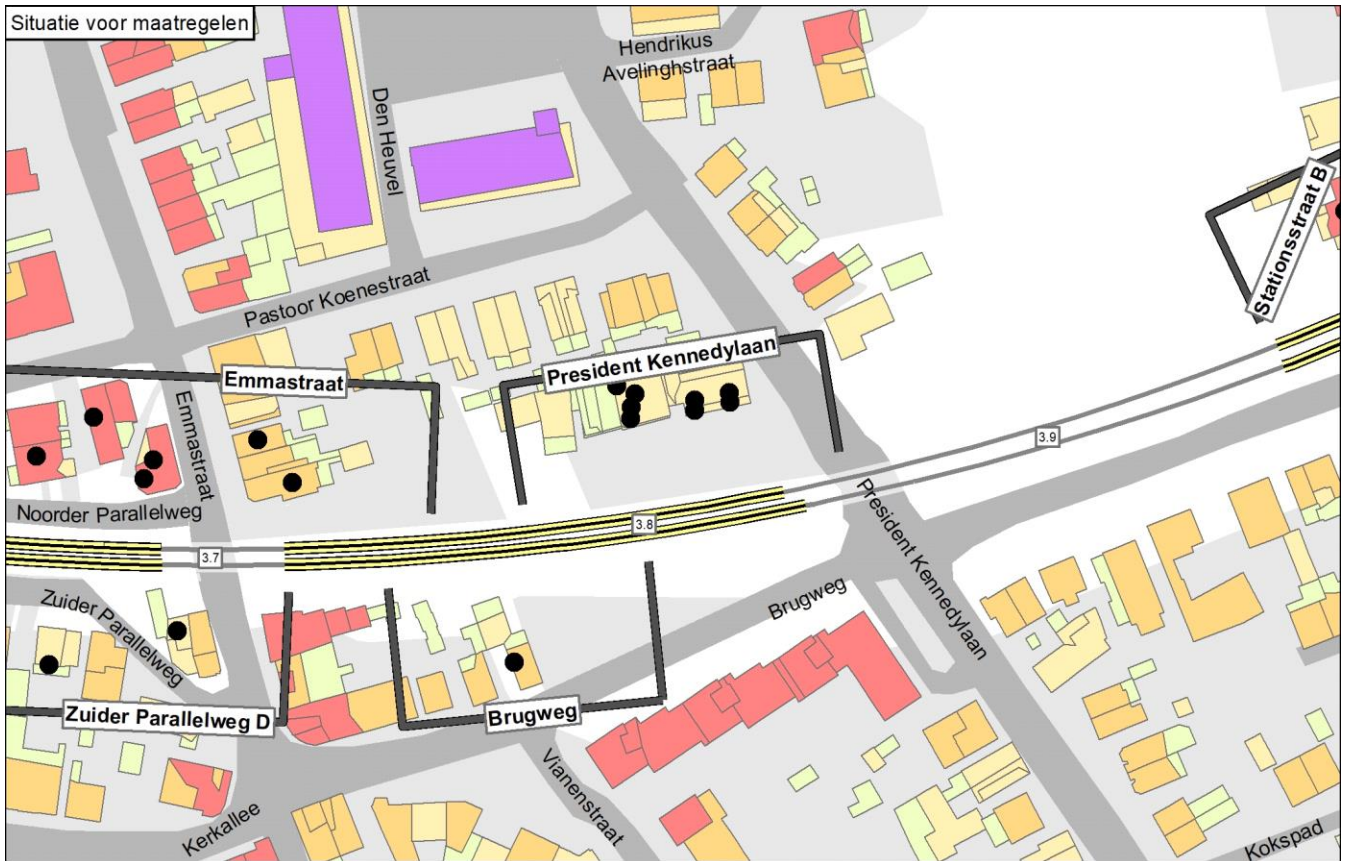 Situatie voor maatregelen
Hendrikus
Avelinghstraat
Den Heuvel
Stationsstraat B
Pastoor Koenestraat
President Kennedylaan
Emmastraat
Emmastraat
3.9
Noorder Parallelweg
3.8
President Kennedylaan
3.7
Zuider Parallelweg
Brugweg
Zuider Parallelweg D
Brugweg
Vianenstraat
Kerkallee
Kokspad